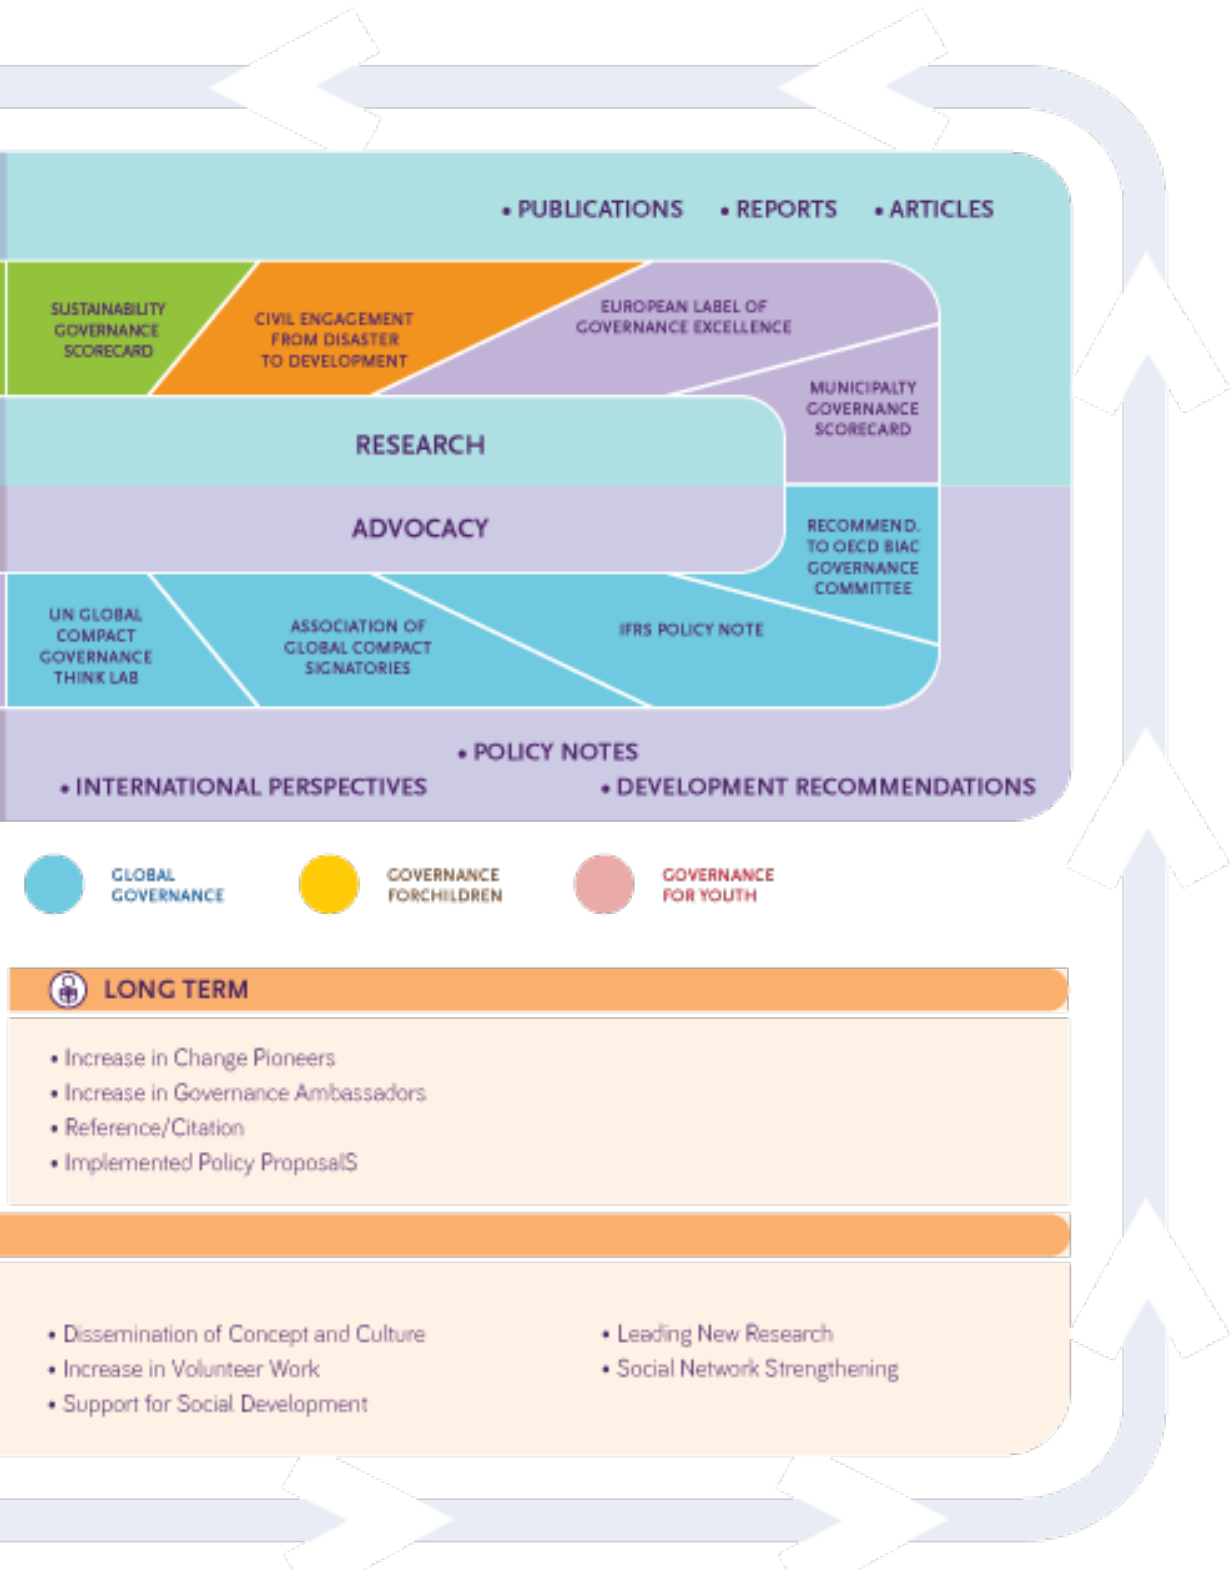 • PUBLICATIONS • REPORTS • ARTICLES
SUSTAINABILITY
GOVERNANCE
SCORECARD
CIVIL ENGAGEMENT
FROM DISASTER
TO DEVELOPMENT
EUROPEAN LABEL OF
GOVERNANCE EXCELLENCE
MUNICIPALTY
GOVERNANCE
SCORECARD
RESEARCH
ADVOCACY
RECOMMEND.
TO OECD BIAC
GOVERNANCE
COMMITTEE
UN GLOBAL
COMPACT
GOVERNANCE
THINK LAB
ASSOCIATION OF
GLOBAL COMPACT
SIGNATORIES
IFRS POLICY NOTE
• POLICY NOTES
• INTERNATIONAL PERSPECTIVES
• DEVELOPMENT RECOMMENDATIONS
GLOBAL
GOVERNANCE
GOVERNANCE
FORCHILDREN
GOVERNANCE
FOR YOUTH
LONG TERM
• Increase in Change Pioneers
• Increase in Governance Ambassadors
• Reference/Citation
• Implemented Policy ProposalS
• Dissemination of Concept and Culture
• Increase in Volunteer Work
• Support for Social Development
• Leading New Research
• Social Network Strengthening